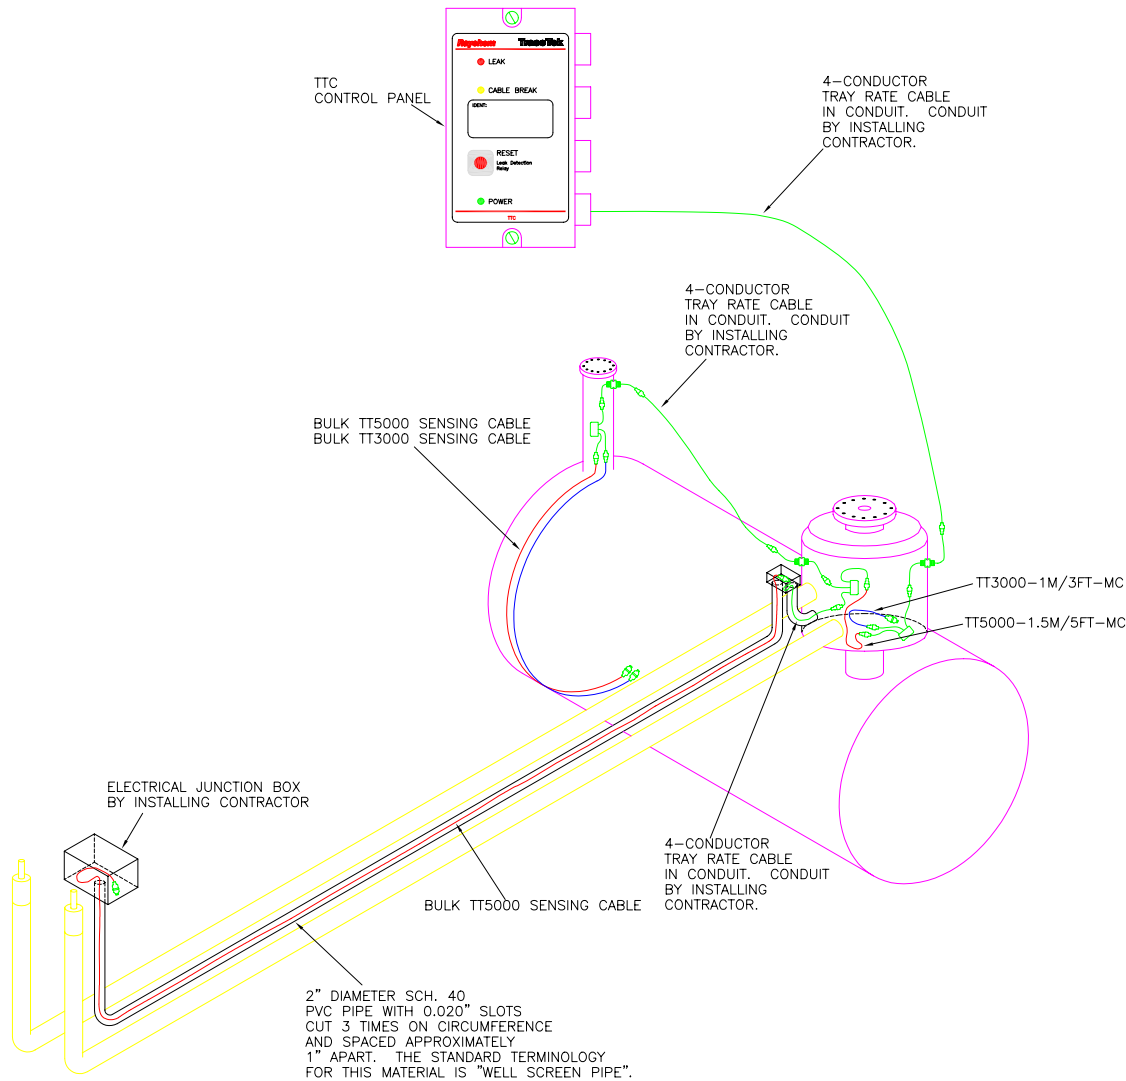 Raychem TraceTek
LEAK
CABLE BREAK
IDENT:
RESET
Leak Detection
Relay
POWER
TTC
TTC
CONTROL PANEL
4-CONDUCTOR
TRAY RATE CABLE
IN CONDUIT. CONDUIT
BY INSTALLING
CONTRACTOR.
4-CONDUCTOR
TRAY RATE CABLE
IN CONDUIT. CONDUIT
BY INSTALLING
CONTRACTOR.
BULK TT5000 SENSING CABLE
BULK TT3000 SENSING CABLE
TT3000-1M/3FT-MC
TT5000-1.5M/5FT-MC
ELECTRICAL JUNCTION BOX
BY INSTALLING CONTRACTOR
4-CONDUCTOR
TRAY RATE CABLE
IN CONDUIT. CONDUIT
BY INSTALLING
CONTRACTOR.
BULK TT5000 SENSING CABLE
2" DIAMETER SCH. 40
PVC PIPE WITH 0.020" SLOTS
CUT 3 TIMES ON CIRCUMFERENCE
AND SPACED APPROXIMATELY
1" APART. THE STANDARD TERMINOLOGY
FOR THIS MATERIAL IS "WELL SCREEN PIPE".